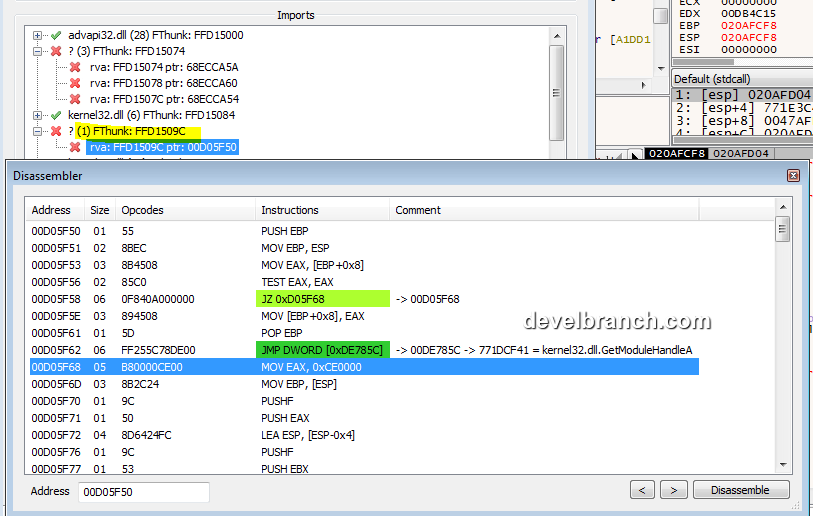 Imports
advapi32.dll (28) FThunk: FFD15000
? (3) FThunk: FFD15074
rva: FFD15074 ptr: 68ECCA5A
rva: FFD15078 ptr: 68ECCA60
rva: FFD1507C ptr: 68ECCA54
kernel32.dll (6) FThunk: FFD15084
? (1) FThunk: FFD1509C
rva: FFD1509C ptr: 00D05F50
EDX 00DB4C15
EBP 020AFCF8
ESP 020AFCF8
ESI 00000000
r [A1DD1
Default (stdcall)
1: [esp] 020AFD04
2: [esp+4] 771E3C4
3: [esp+8] 0047AF
020AFCF8 020AFD04
Disassembler
Address Size Opcodes Instructions Comment
00D05F50 01 55 PUSH EBP
00D05F51 02 8BEC MOV EBP, ESP
00D05F53 03 8B4508 MOV EAX, [EBP+0x8]
00D05F56 02 85C0 TEST EAX, EAX
00D05F58 06 0F840A000000 JZ 0xD05F68 -> 00D05F68
00D05F5E 03 894508 MOV [EBP+0x8], EAX
00D05F61 01 5D POP EBP
00D05F62 06 FF255C78DE00 JMP DWORD [0xDE785C] -> 00DE785C -> 771DCF41 = kernel32.dll.GetModuleHandleA
00D05F68 05 B80000CE00 MOV EAX, 0xCE0000
00D05F6D 03 8B2C24 MOV EBP, [ESP]
00D05F70 01 9C PUSHF
00D05F71 01 50 PUSH EAX
00D05F72 04 8D6424FC LEA ESP, [ESP-0x4]
00D05F76 01 9C PUSHF
00D05F77 01 53 PUSH EBX
develbranch.com
Address 00D05F50 < > Disassemble